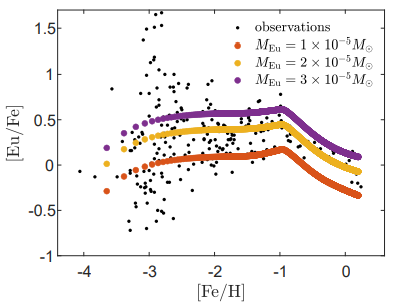 1.5
1
0.5
0
-0.5
-1
[Eu/Fe]
observations
M_Eu = 1 × 10^-5 M_⊙
M_Eu = 2 × 10^-5 M_⊙
M_Eu = 3 × 10^-5 M_⊙
-4 -3 -2 -1 0
[Fe/H]